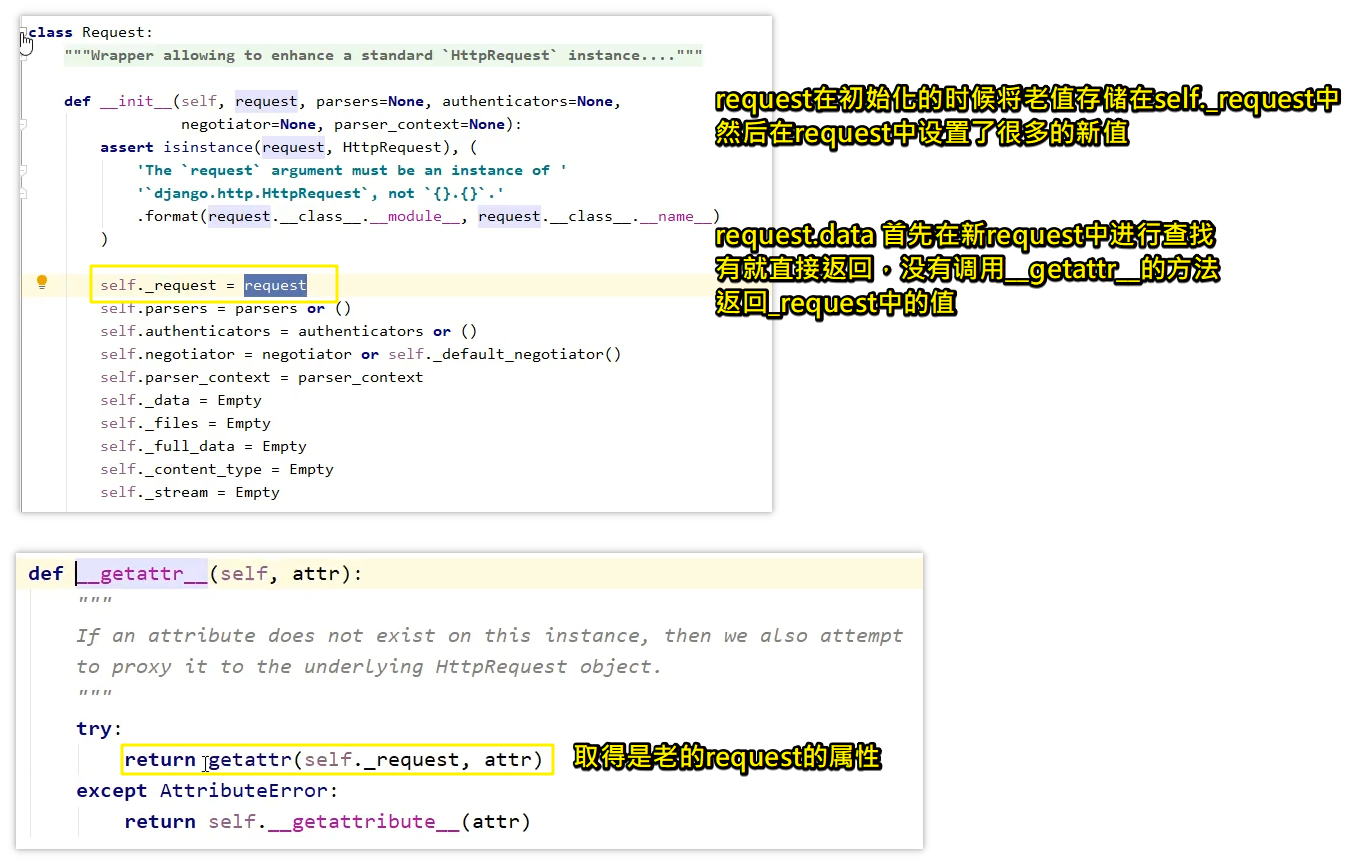 class Request:
"""Wrapper allowing to enhance a standard `HttpRequest` instance...."""
def __init__(self, request, parsers=None, authenticators=None,
negotiator=None, parser_context=None):
assert isinstance(request, HttpRequest), (
'The `request` argument must be an instance of '
'`django.http.HttpRequest`, not `{}.{}`.'
.format(request.__class__.__module__, request.__class__.__name__)
)
self._request = request
self.parsers = parsers or ()
self.authenticators = authenticators or ()
self.negotiator = negotiator or self._default_negotiator()
self.parser_context = parser_context
self._data = Empty
self._files = Empty
self._full_data = Empty
self._content_type = Empty
self._stream = Empty
request在初始化的时候将老值存储在self._request中
然后在request中设置了很多的新值
request.data 首先在新request中进行查找
有就直接返回，没有调用__getattr__的方法
返回_request中的值
def __getattr__(self, attr):
"""
If an attribute does not exist on this instance, then we also attempt
to proxy it to the underlying HttpRequest object.
"""
try:
return getattr(self._request, attr)
取得是老的request的属性
except AttributeError:
return self.__getattribute__(attr)